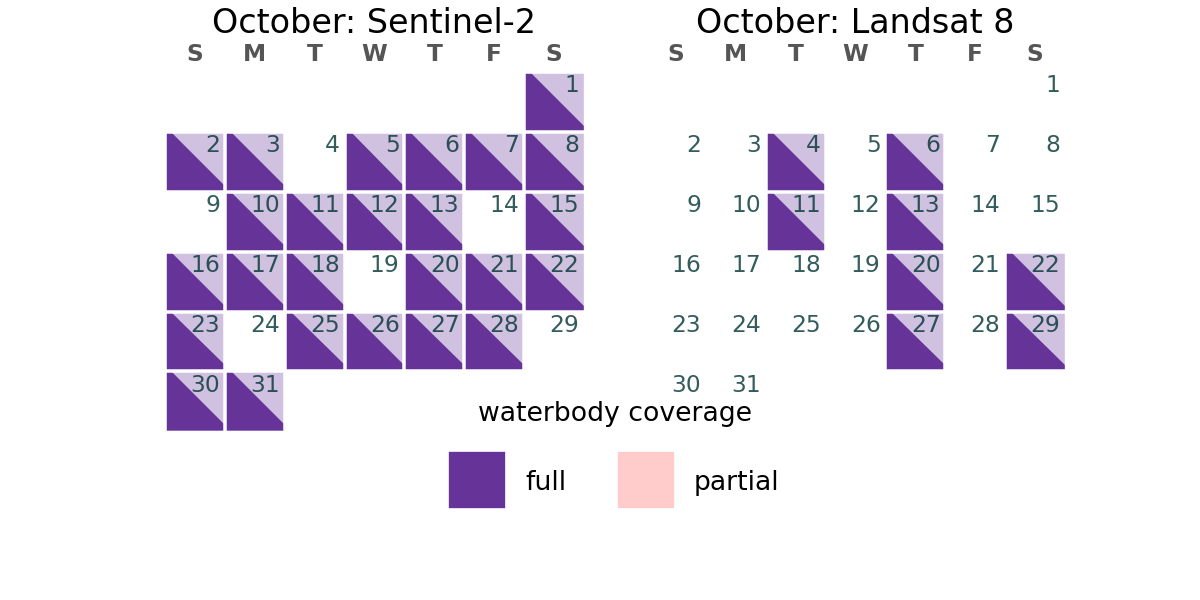 October: Sentinel-2
S M T W T F S
1
2 3 4 5 6 7 8
9 10 11 12 13 14 15
16 17 18 19 20 21 22
23 24 25 26 27 28 29
30 31
October: Landsat 8
S M T W T F S
1
2 3 4 5 6 7 8
9 10 11 12 13 14 15
16 17 18 19 20 21 22
23 24 25 26 27 28 29
30 31
waterbody coverage
full partial